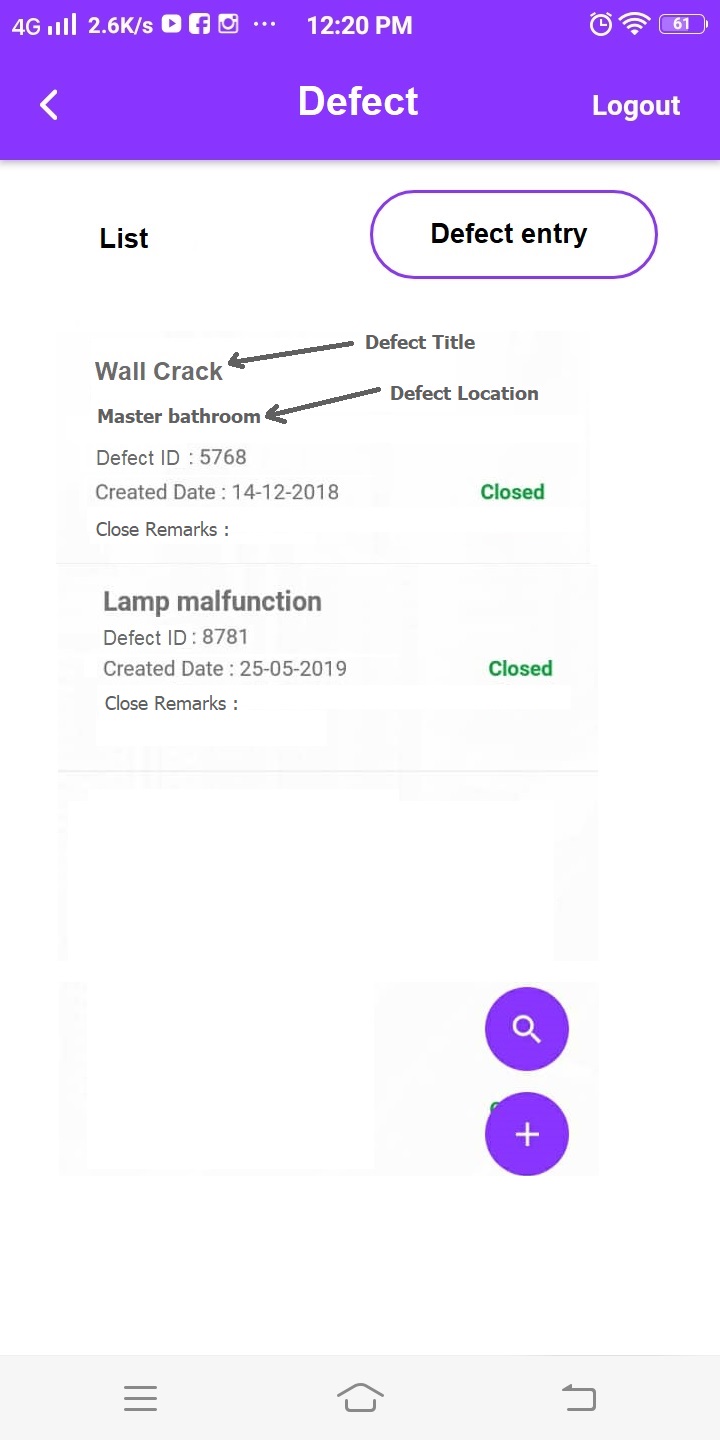 4G 2.6K/s ... 12:20 PM 61
Defect
Logout
List
Defect entry
Defect Title
Wall Crack
Defect Location
Master bathroom
Defect ID : 5768
Created Date : 14-12-2018
Closed
Close Remarks :
Lamp malfunction
Defect ID : 8781
Created Date : 25-05-2019
Closed
Close Remarks :